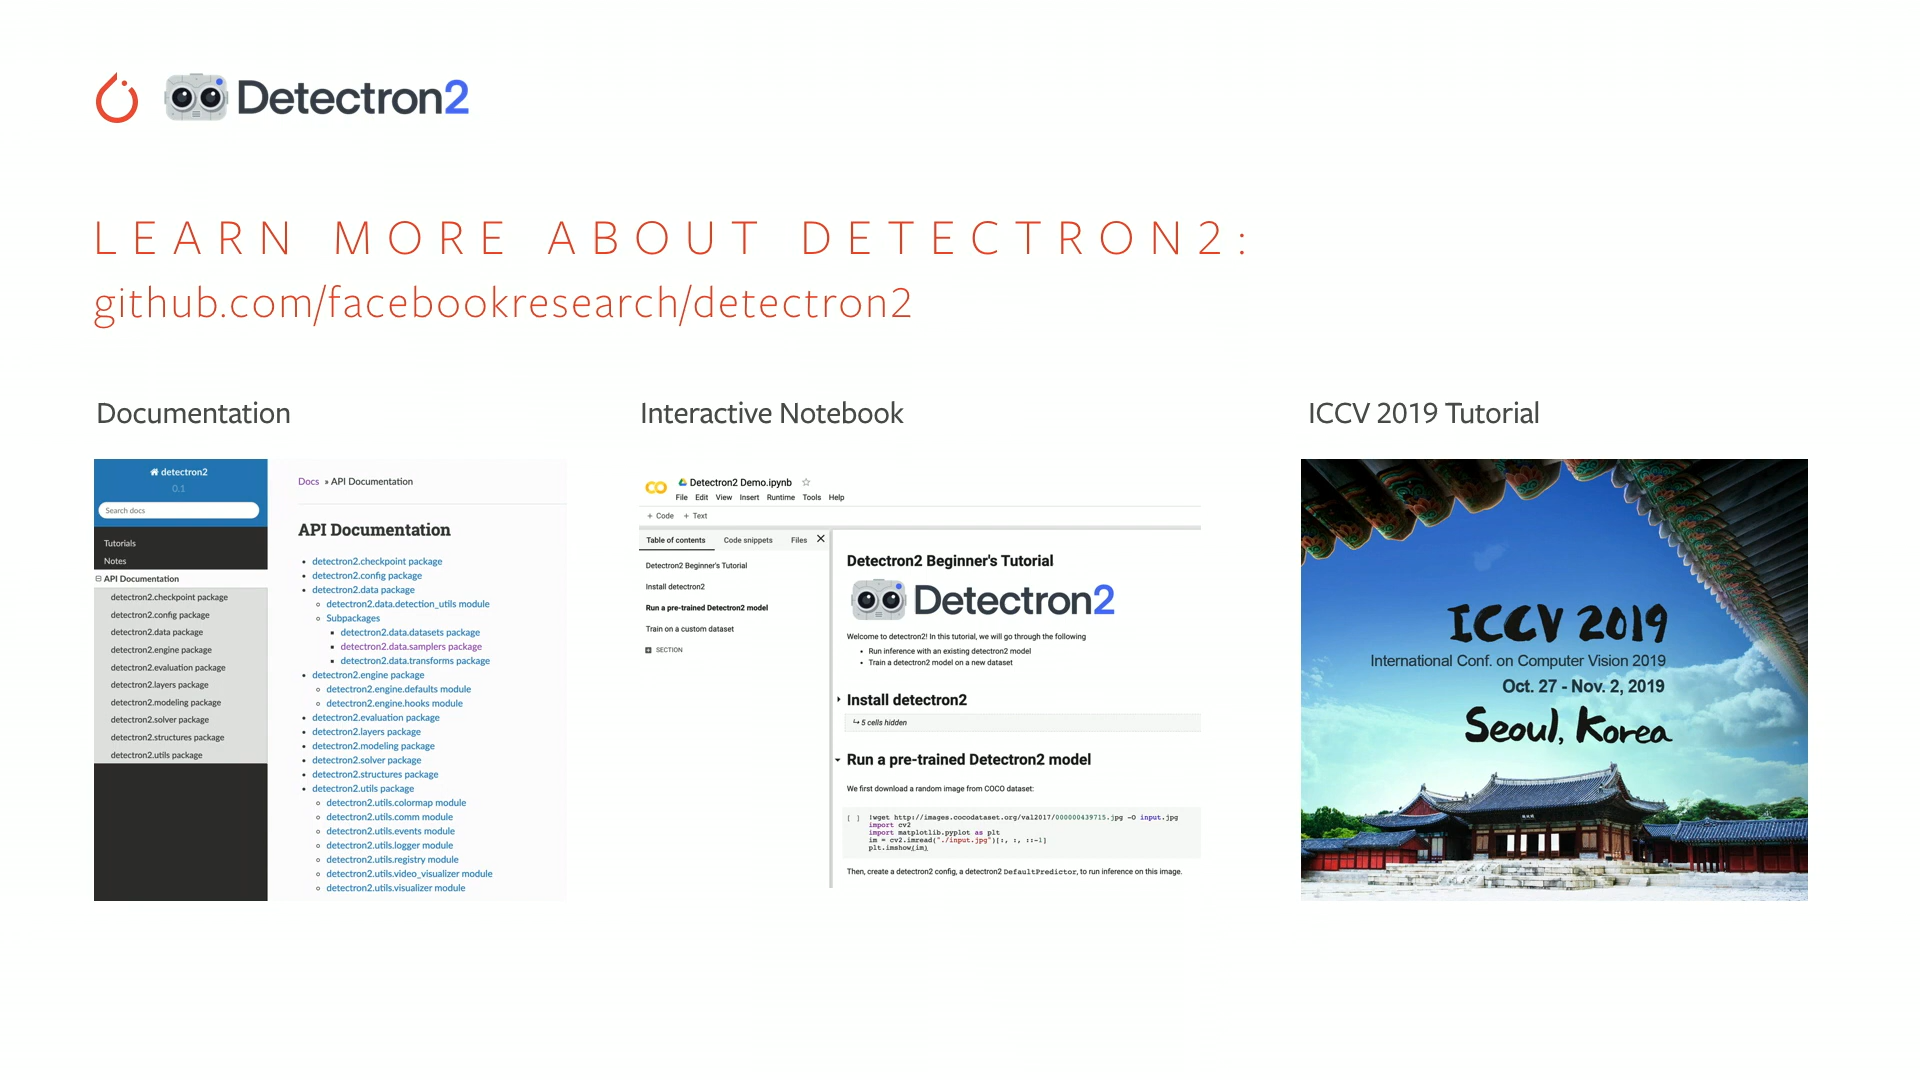 Detectron2
LEARN MORE ABOUT DETECTRON2:
github.com/facebookresearch/detectron2
Documentation
detectron2
0.1
Search docs
Tutorials
Notes
API Documentation
detectron2.checkpoint package
detectron2.config package
detectron2.data package
detectron2.engine package
detectron2.evaluation package
detectron2.layers package
detectron2.modeling package
detectron2.solver package
detectron2.structures package
detectron2.utils package
Docs » API Documentation
API Documentation
detectron2.checkpoint package
detectron2.config package
detectron2.data package
detectron2.data.detection_utils module
Subpackages
detectron2.data.datasets package
detectron2.data.samplers package
detectron2.data.transforms package
detectron2.engine package
detectron2.engine.defaults module
detectron2.engine.hooks module
detectron2.evaluation package
detectron2.layers package
detectron2.modeling package
detectron2.solver package
detectron2.structures package
detectron2.utils package
detectron2.utils.colormap module
detectron2.utils.comm module
detectron2.utils.events module
detectron2.utils.logger module
detectron2.utils.registry module
detectron2.utils.video_visualizer module
detectron2.utils.visualizer module
Interactive Notebook
Detectron2 Demo.ipynb
File Edit View Insert Runtime Tools Help
+ Code + Text
Table of contents Code snippets Files
Detectron2 Beginner's Tutorial
Install detectron2
Run a pre-trained Detectron2 model
Train on a custom dataset
SECTION
Detectron2 Beginner's Tutorial
Detectron2
Welcome to detectron2! In this tutorial, we will go through the following
Run inference with an existing detectron2 model
Train a detectron2 model on a new dataset
Install detectron2
↳ 5 cells hidden
Run a pre-trained Detectron2 model
We first download a random image from COCO dataset:
[ ] !wget http://images.cocodataset.org/val2017/000000439715.jpg -O input.jpg
import cv2
import matplotlib.pyplot as plt
im = cv2.imread("./input.jpg")[:, :, ::-1]
plt.imshow(im)
Then, create a detectron2 config, a detectron2 DefaultPredictor, to run inference on this image.
ICCV 2019 Tutorial
ICCV 2019
International Conf. on Computer Vision 2019
Oct. 27 - Nov. 2, 2019
Seoul, Korea